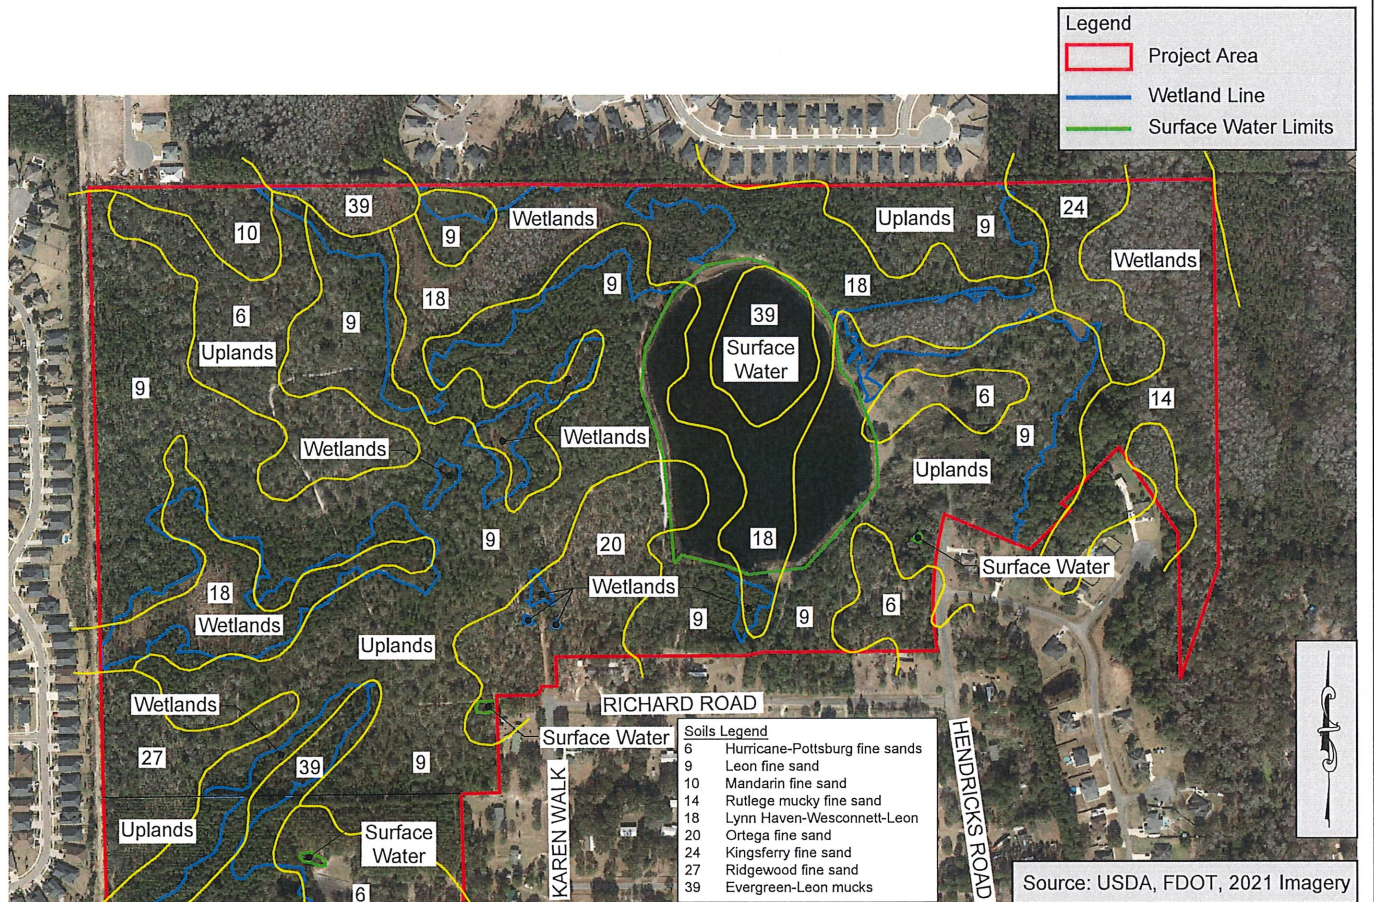 Legend
Project Area
Wetland Line
Surface Water Limits
39
Wetlands
Uplands
9
24
10
9
Wetlands
9
18
18
6
9
39
Uplands
Surface
Water
9
6
14
Wetlands
Wetlands
9
Uplands
9
20
18
Surface Water
18
Wetlands
6
Wetlands
9
9
Uplands
Wetlands
RICHARD ROAD
Surface Water
27
39
9
Uplands
Surface
Water
6
KAREN WALK
HENDRICKS ROAD
Soils Legend
6 Hurricane-Pottsburg fine sands
9 Leon fine sand
10 Mandarin fine sand
14 Rutlege mucky fine sand
18 Lynn Haven-Wesconnett-Leon
20 Ortega fine sand
24 Kingsferry fine sand
27 Ridgewood fine sand
39 Evergreen-Leon mucks
Source: USDA, FDOT, 2021 Imagery